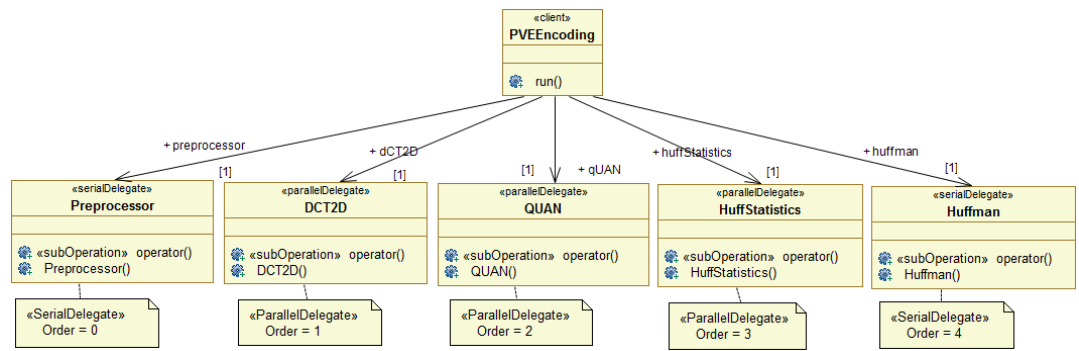 «client»
PVEEncoding
run()
+ preprocessor
+ dCT2D
+ huffStatistics
+ huffman
[1]
[1]
[1]
+ qUAN
[1]
[1]
«serialDelegate»
Preprocessor
«subOperation» operator()
Preprocessor()
«SerialDelegate»
Order = 0
«parallelDelegate»
DCT2D
«subOperation» operator()
DCT2D()
«ParallelDelegate»
Order = 1
«parallelDelegate»
QUAN
«subOperation» operator()
QUAN()
«ParallelDelegate»
Order = 2
«parallelDelegate»
HuffStatistics
«subOperation» operator()
HuffStatistics()
«ParallelDelegate»
Order = 3
«serialDelegate»
Huffman
«subOperation» operator()
Huffman()
«SerialDelegate»
Order = 4